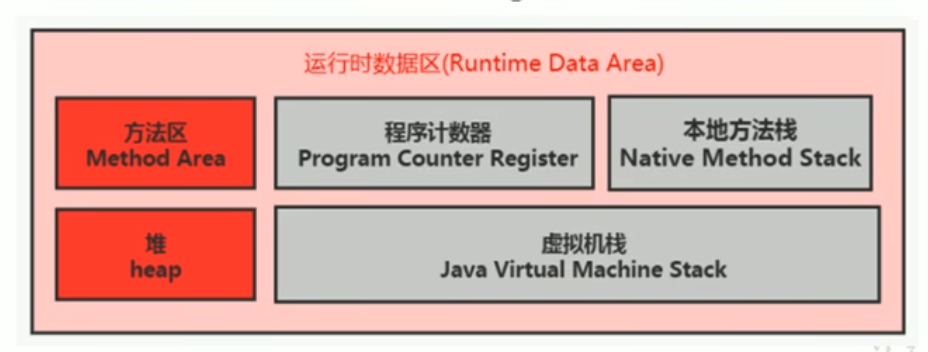 运行时数据区(Runtime Data Area)
方法区
Method Area
程序计数器
Program Counter Register
本地方法栈
Native Method Stack
堆
heap
虚拟机栈
Java Virtual Machine Stack